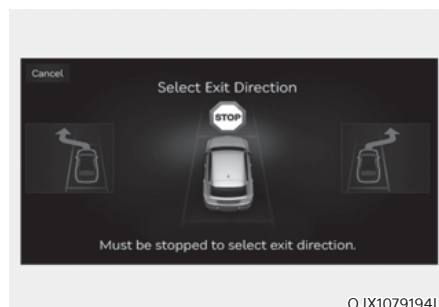 Cancel
Select Exit Direction
STOP
Must be stopped to select exit direction.
OJX1079194L